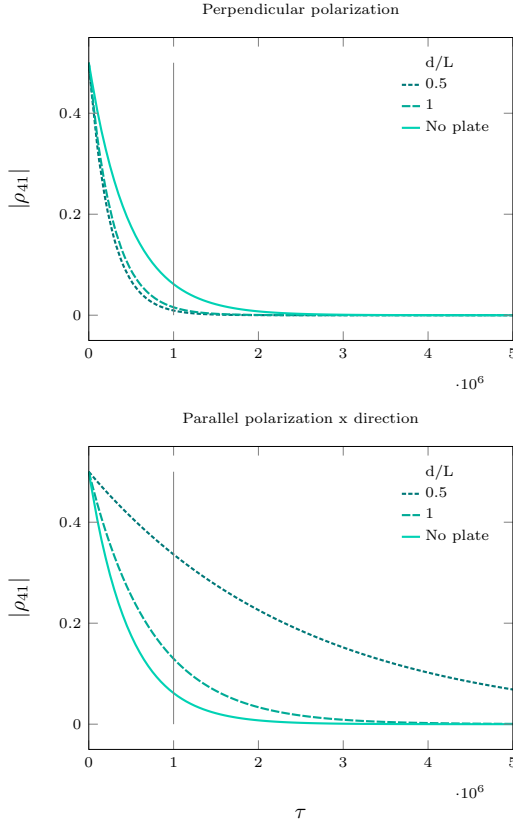 Perpendicular polarization
d/L
0.5
1
No plate
0.4
0.2
0
|ρ₄₁|
0 1 2 3 4 5
·10⁶
Parallel polarization x direction
d/L
0.5
1
No plate
0.4
0.2
0
|ρ₄₁|
0 1 2 3 4 5
·10⁶
τ